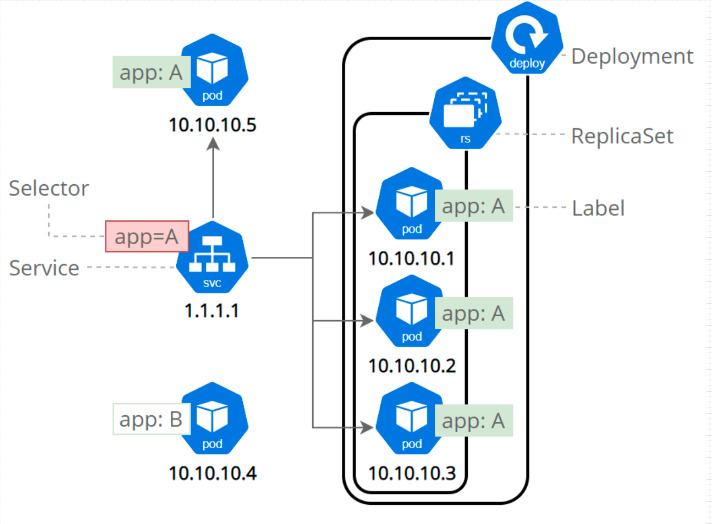 app: A
pod
10.10.10.5
deploy
Deployment
rs
ReplicaSet
Selector
app=A
Service
svc
1.1.1.1
pod
app: A
Label
10.10.10.1
pod
app: A
10.10.10.2
app: B
pod
10.10.10.4
pod
app: A
10.10.10.3